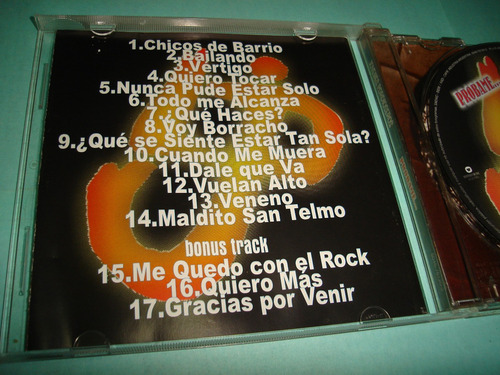 1.Chicos de Barrio
2.Bailando
3.Vertigo
4.Quiero Tocar
5.Nunca Pude Estar Solo
6.Todo me Alcanza
7.¿Qué Haces?
8.Voy Borracho
9.¿Qué se Siente Estar Tan Sola?
10.Cuando Me Muera
11.Dale que Va
12.Vuelan Alto
13.Veneno
14.Maldito San Telmo
bonus track
15.Me Quedo con el Rock
16.Quiero Más
17.Gracias por Venir
PROBAME...